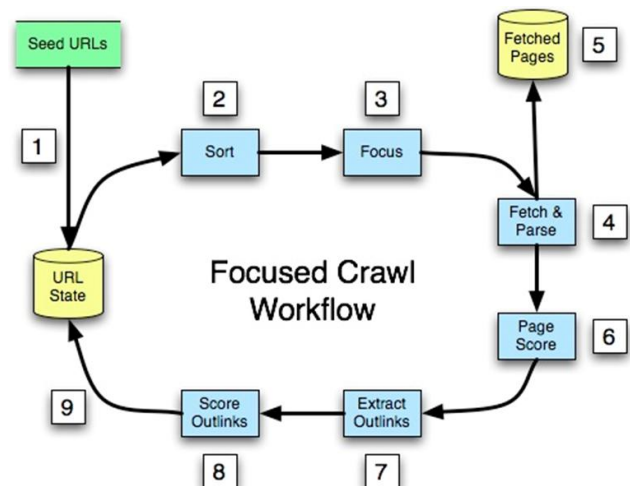 Seed URLs
1
2
Sort
3
Focus
Fetched
Pages
5
Fetch &
Parse
4
URL
State
Focused Crawl
Workflow
Page
Score
6
Extract
Outlinks
7
Score
Outlinks
8
9